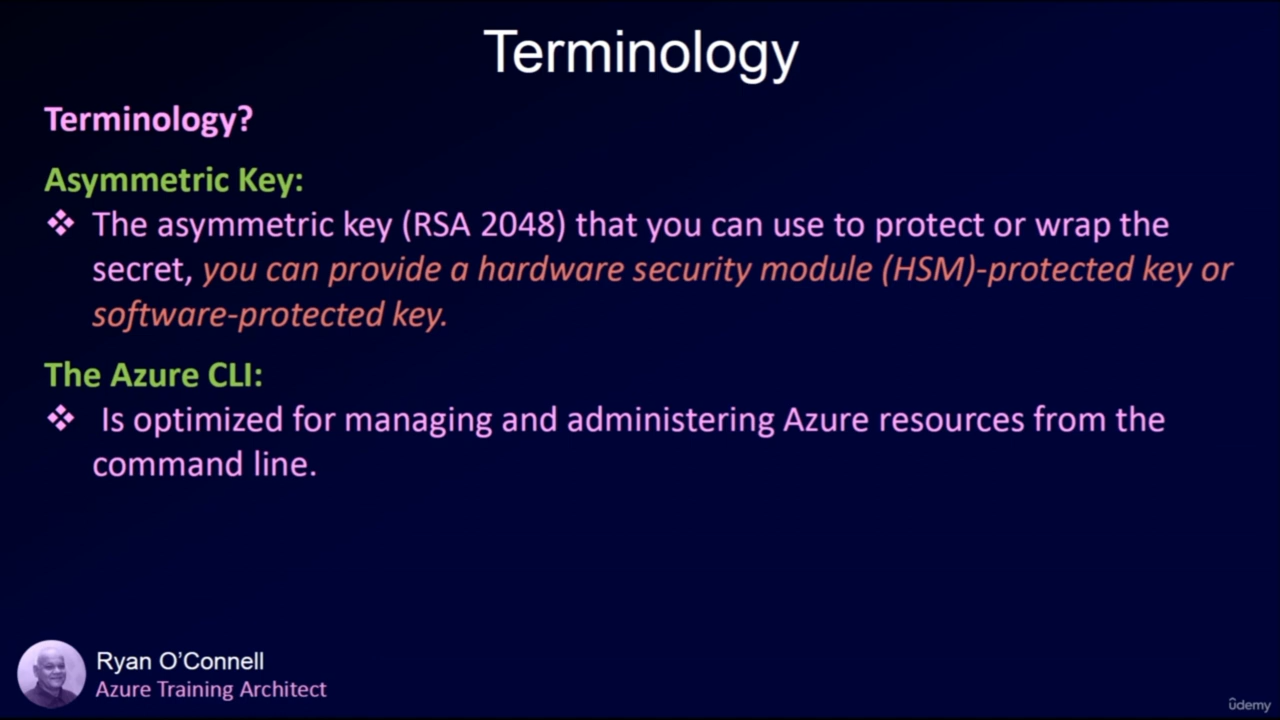 Terminology
Terminology?
Asymmetric Key:
❖ The asymmetric key (RSA 2048) that you can use to protect or wrap the
secret, you can provide a hardware security module (HSM)-protected key or
software-protected key.
The Azure CLI:
❖ Is optimized for managing and administering Azure resources from the
command line.
Ryan O’Connell
Azure Training Architect
ûdemy